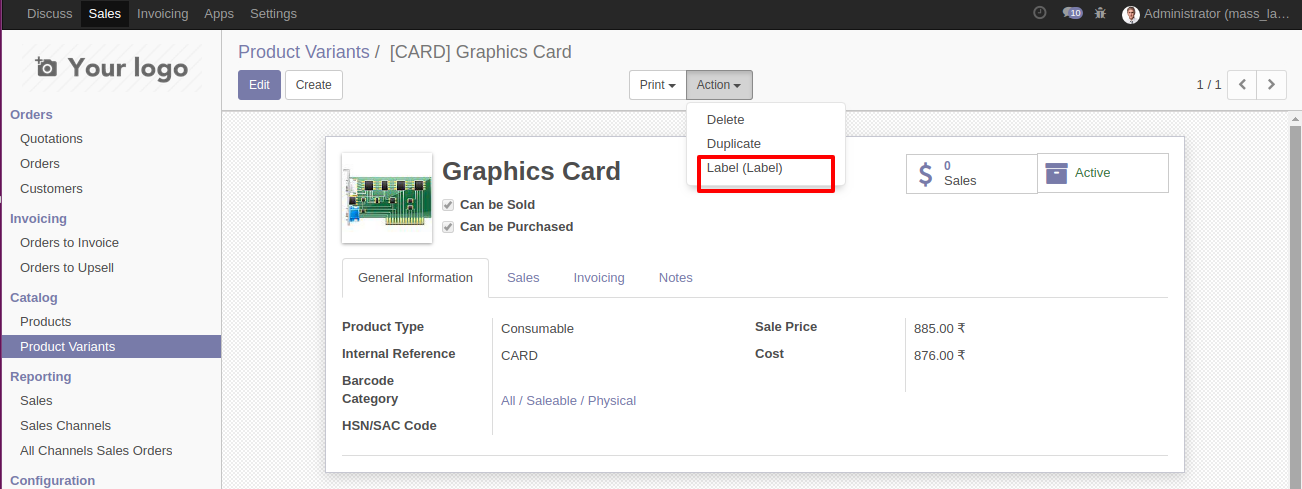 Discuss Sales Invoicing Apps Settings 10 Administrator (mass_la…
Your logo
Product Variants / [CARD] Graphics Card
Edit Create Print Action 1 / 1
Orders
Quotations
Orders
Customers
Invoicing
Orders to Invoice
Orders to Upsell
Catalog
Products
Product Variants
Reporting
Sales
Sales Channels
All Channels Sales Orders
Configuration
Delete
Duplicate
Label (Label)
Graphics Card
Can be Sold
Can be Purchased
0
Sales
Active
General Information Sales Invoicing Notes
Product Type Consumable
Internal Reference CARD
Barcode
Category All / Saleable / Physical
HSN/SAC Code
Sale Price 885.00 ₹
Cost 876.00 ₹